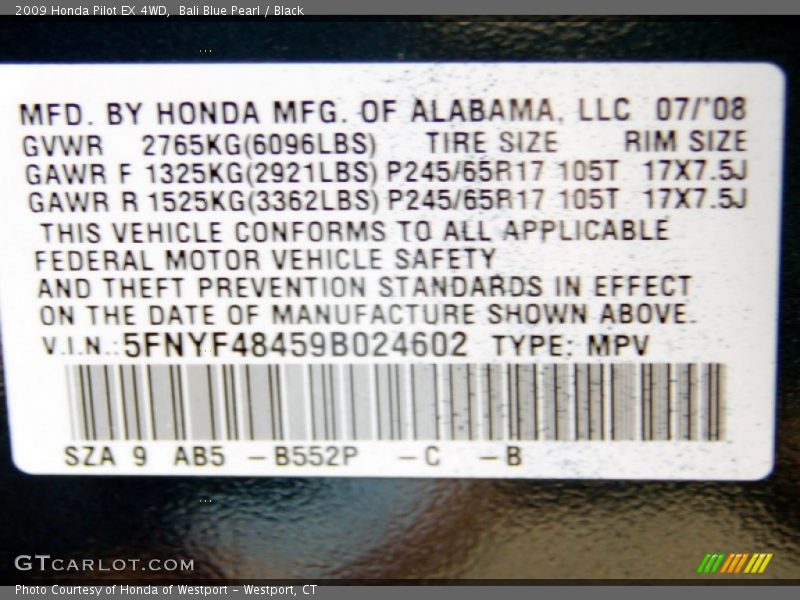 2009 Honda Pilot EX 4WD, Bali Blue Pearl / Black
MFD. BY HONDA MFG. OF ALABAMA, LLC 07/'08
GVWR 2765KG(6096LBS) TIRE SIZE RIM SIZE
GAWR F 1325KG(2921LBS) P245/65R17 105T 17X7.5J
GAWR R 1525KG(3362LBS) P245/65R17 105T 17X7.5J
THIS VEHICLE CONFORMS TO ALL APPLICABLE
FEDERAL MOTOR VEHICLE SAFETY
AND THEFT PREVENTION STANDARDS IN EFFECT
ON THE DATE OF MANUFACTURE SHOWN ABOVE.
V.I.N.:5FNYF48459B024602 TYPE: MPV
SZA 9 AB5 -B552P -C -B
GTCARLOT.COM
Photo Courtesy of Honda of Westport - Westport, CT